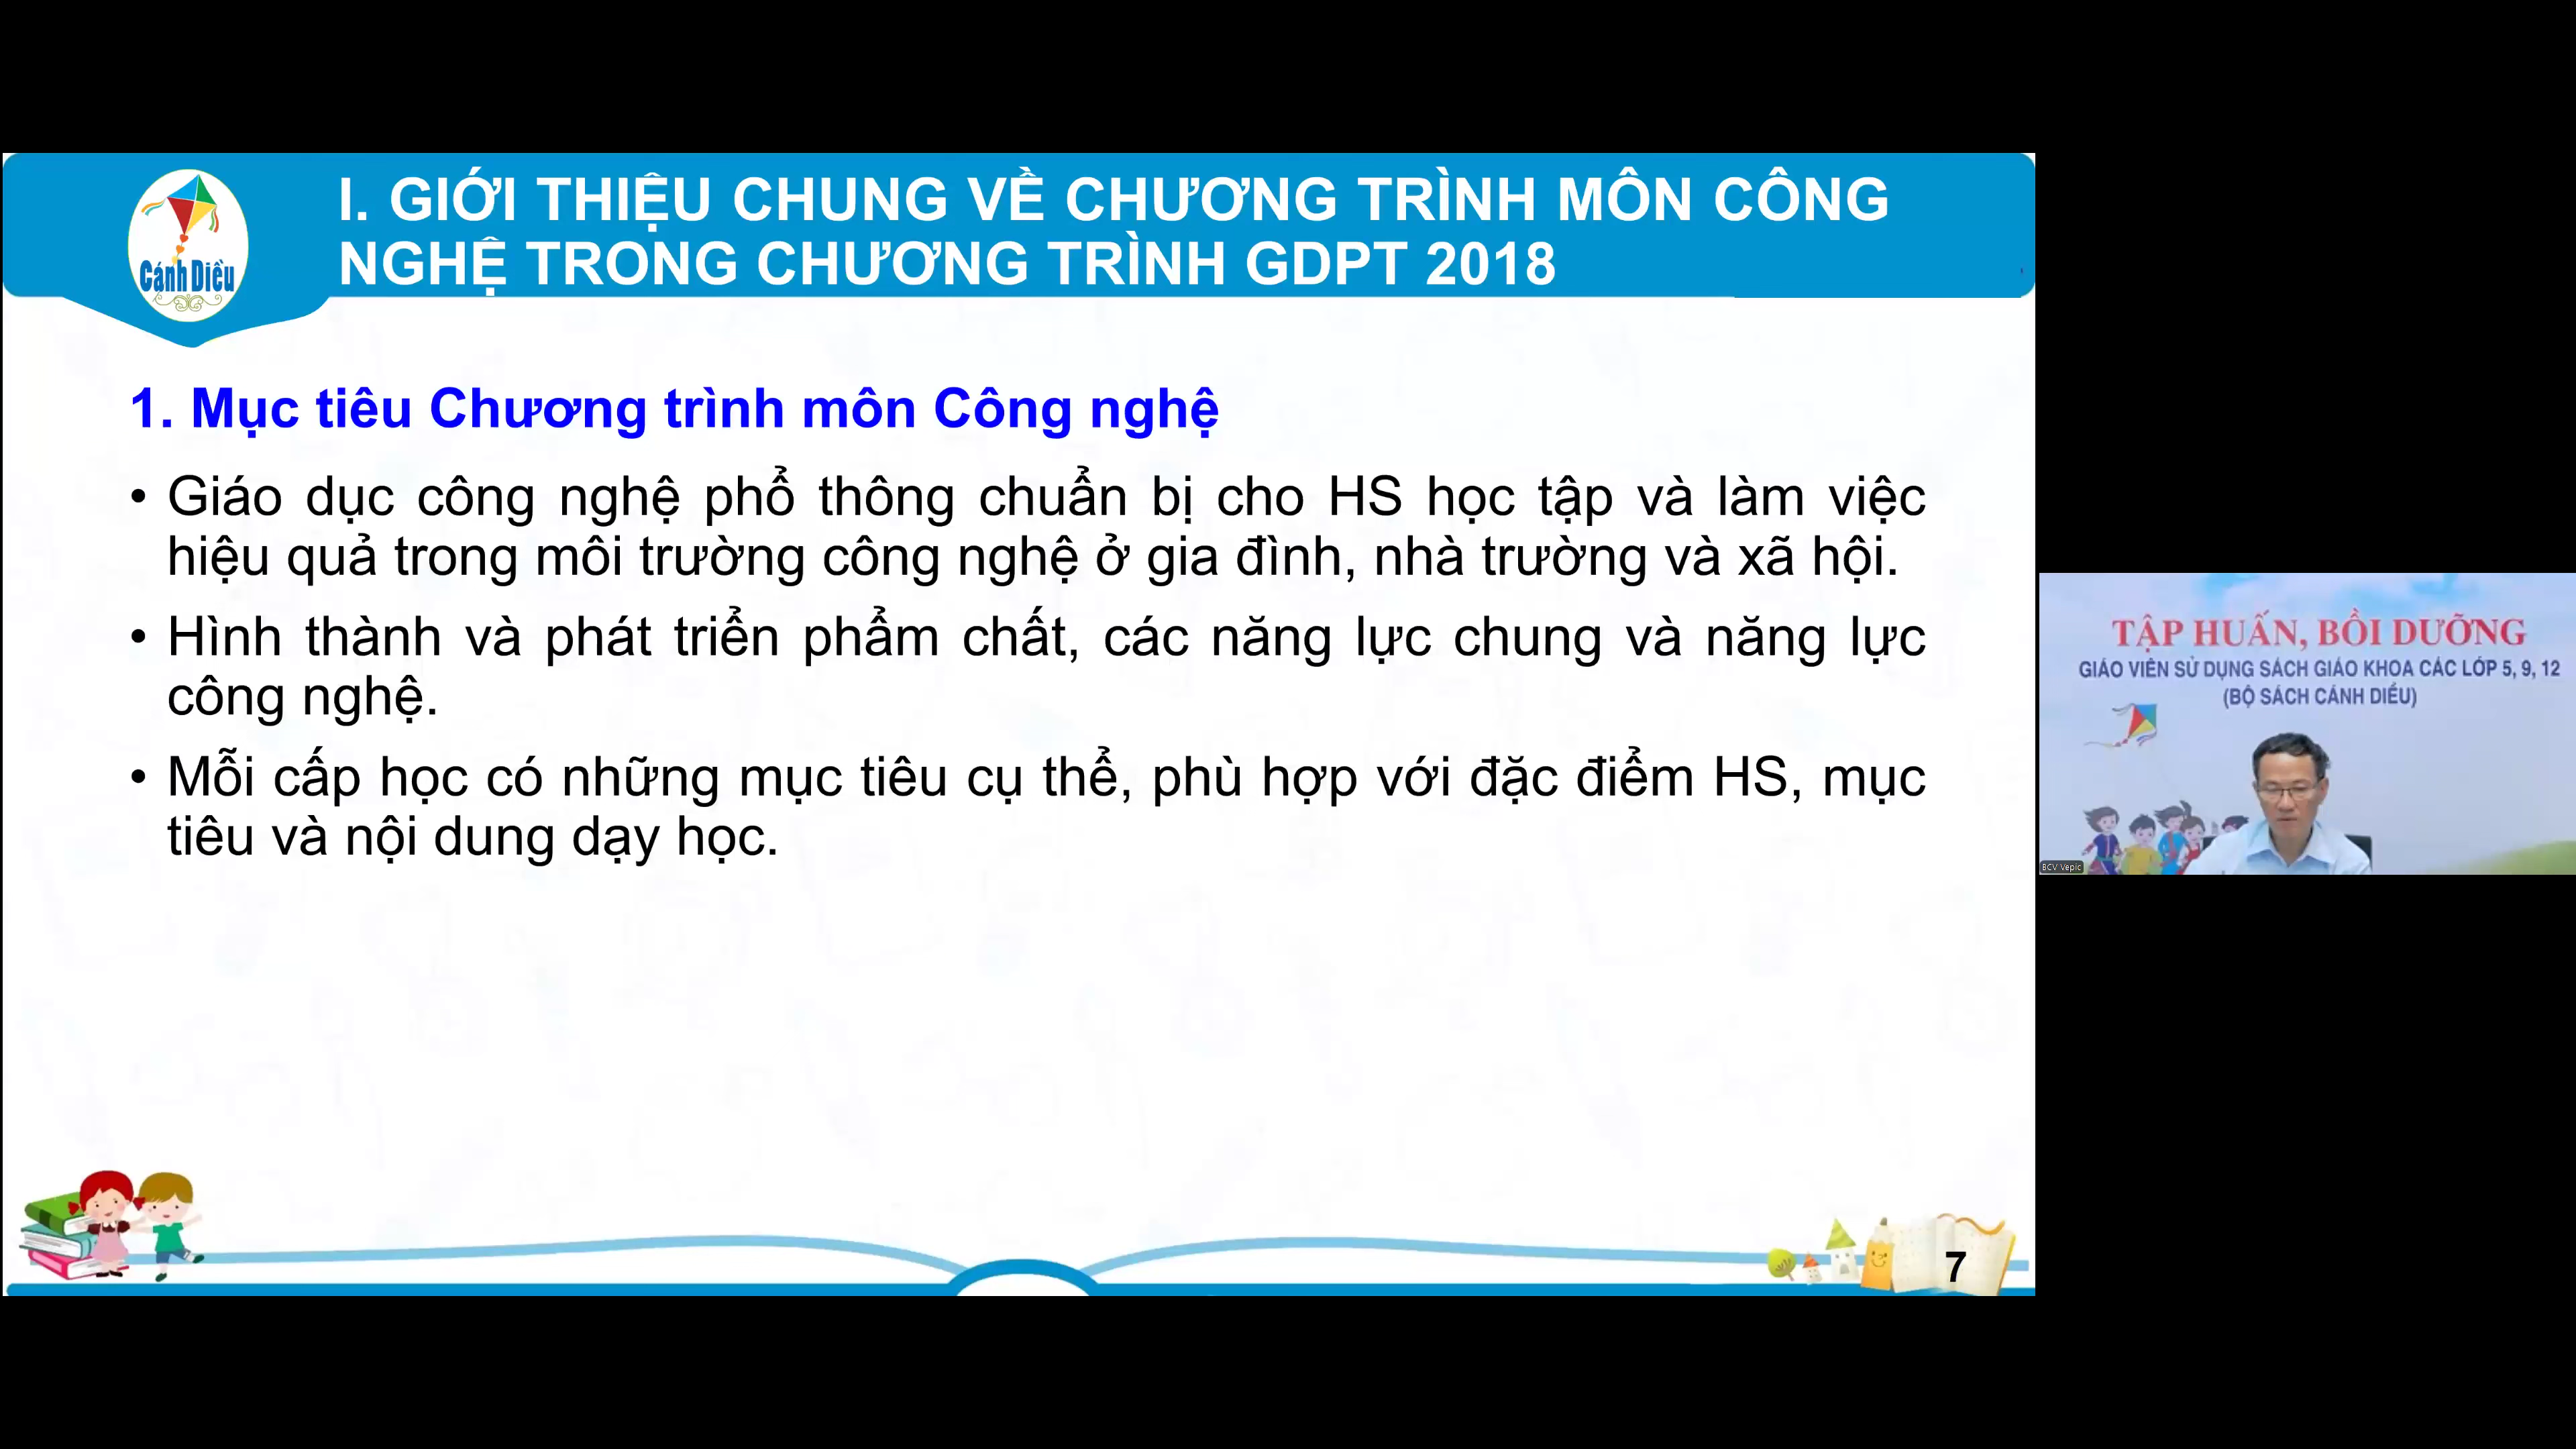 I. GIỚI THIỆU CHUNG VỀ CHƯƠNG TRÌNH MÔN CÔNG
NGHỆ TRONG CHƯƠNG TRÌNH GDPT 2018
Cánh Diều
1. Mục tiêu Chương trình môn Công nghệ
• Giáo dục công nghệ phổ thông chuẩn bị cho HS học tập và làm việc
hiệu quả trong môi trường công nghệ ở gia đình, nhà trường và xã hội.
• Hình thành và phát triển phẩm chất, các năng lực chung và năng lực
công nghệ.
• Mỗi cấp học có những mục tiêu cụ thể, phù hợp với đặc điểm HS, mục
tiêu và nội dung dạy học.
7
TẬP HUẤN, BỒI DƯỠNG
GIÁO VIÊN SỬ DỤNG SÁCH GIÁO KHOA CÁC LỚP 5, 9, 12
(BỘ SÁCH CÁNH DIỀU)
BCV Vepic